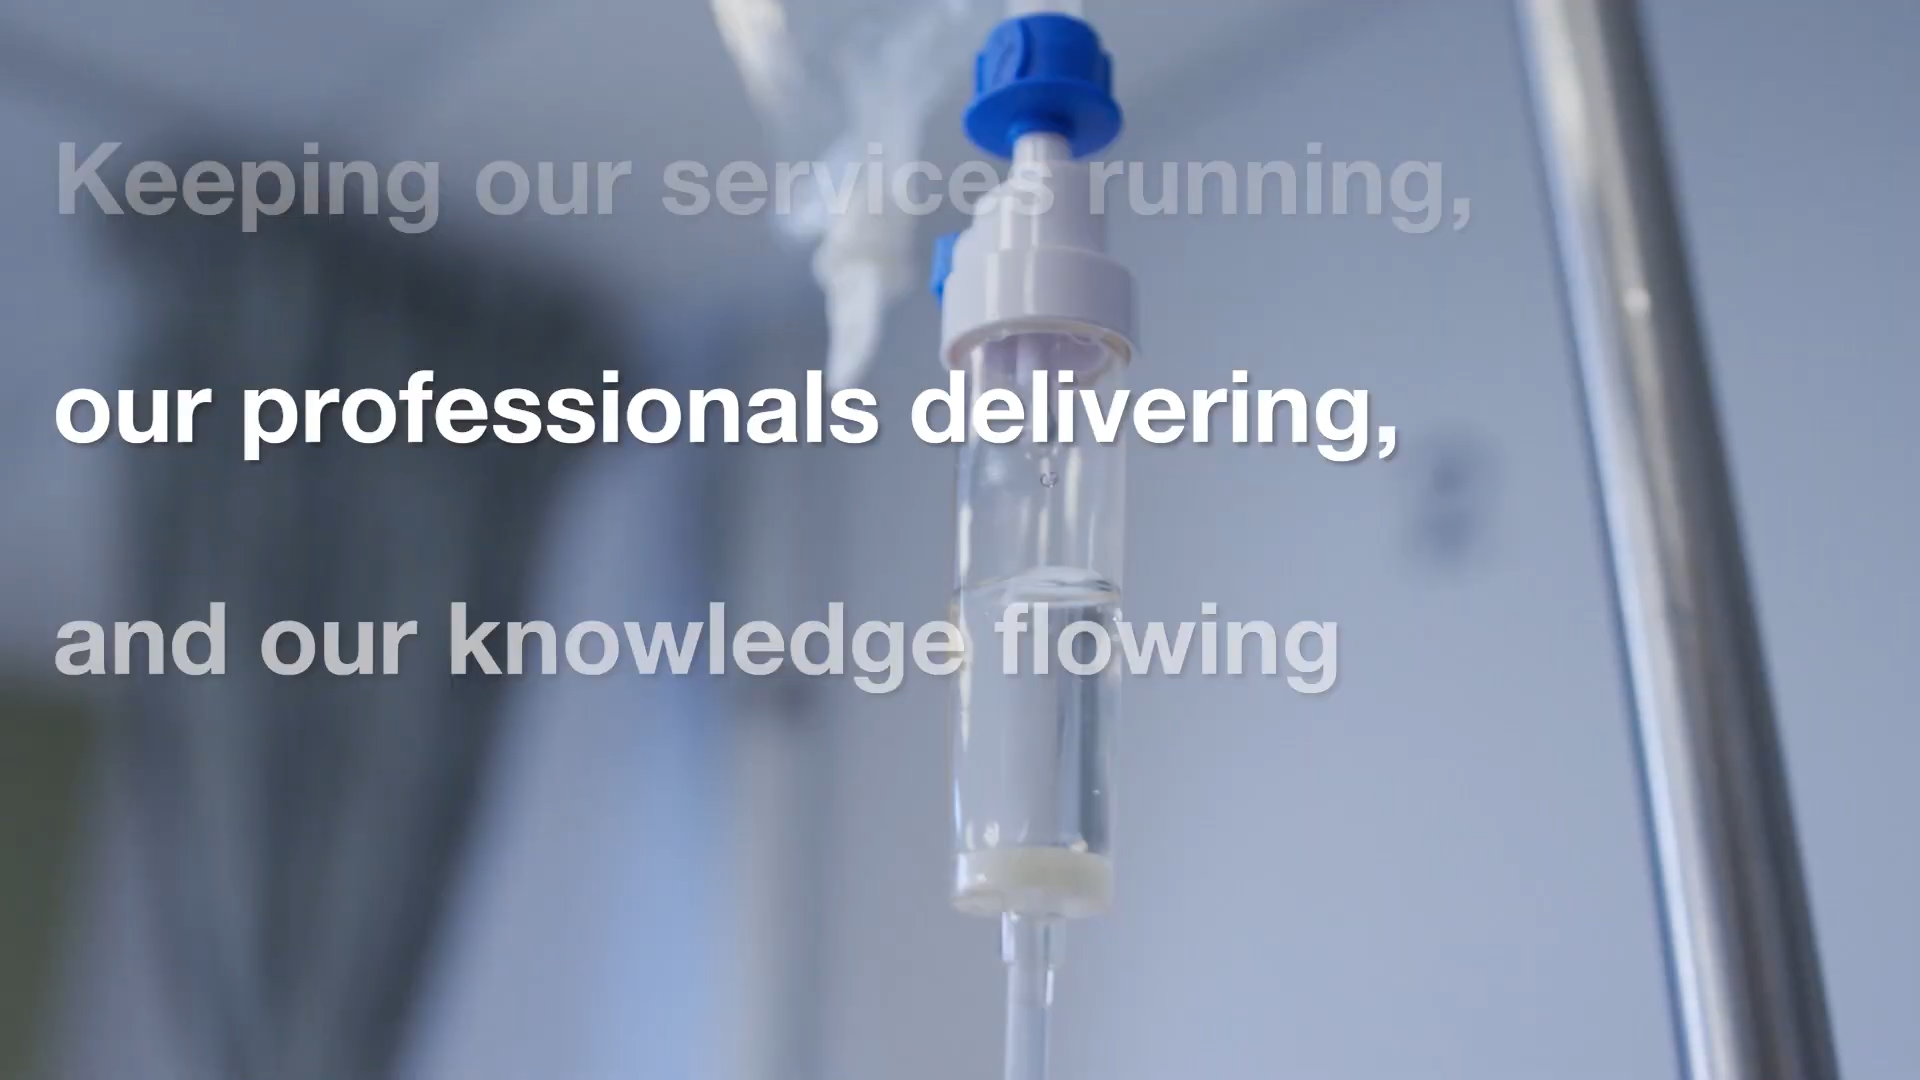 Keeping our services running,
our professionals delivering,
and our knowledge flowing